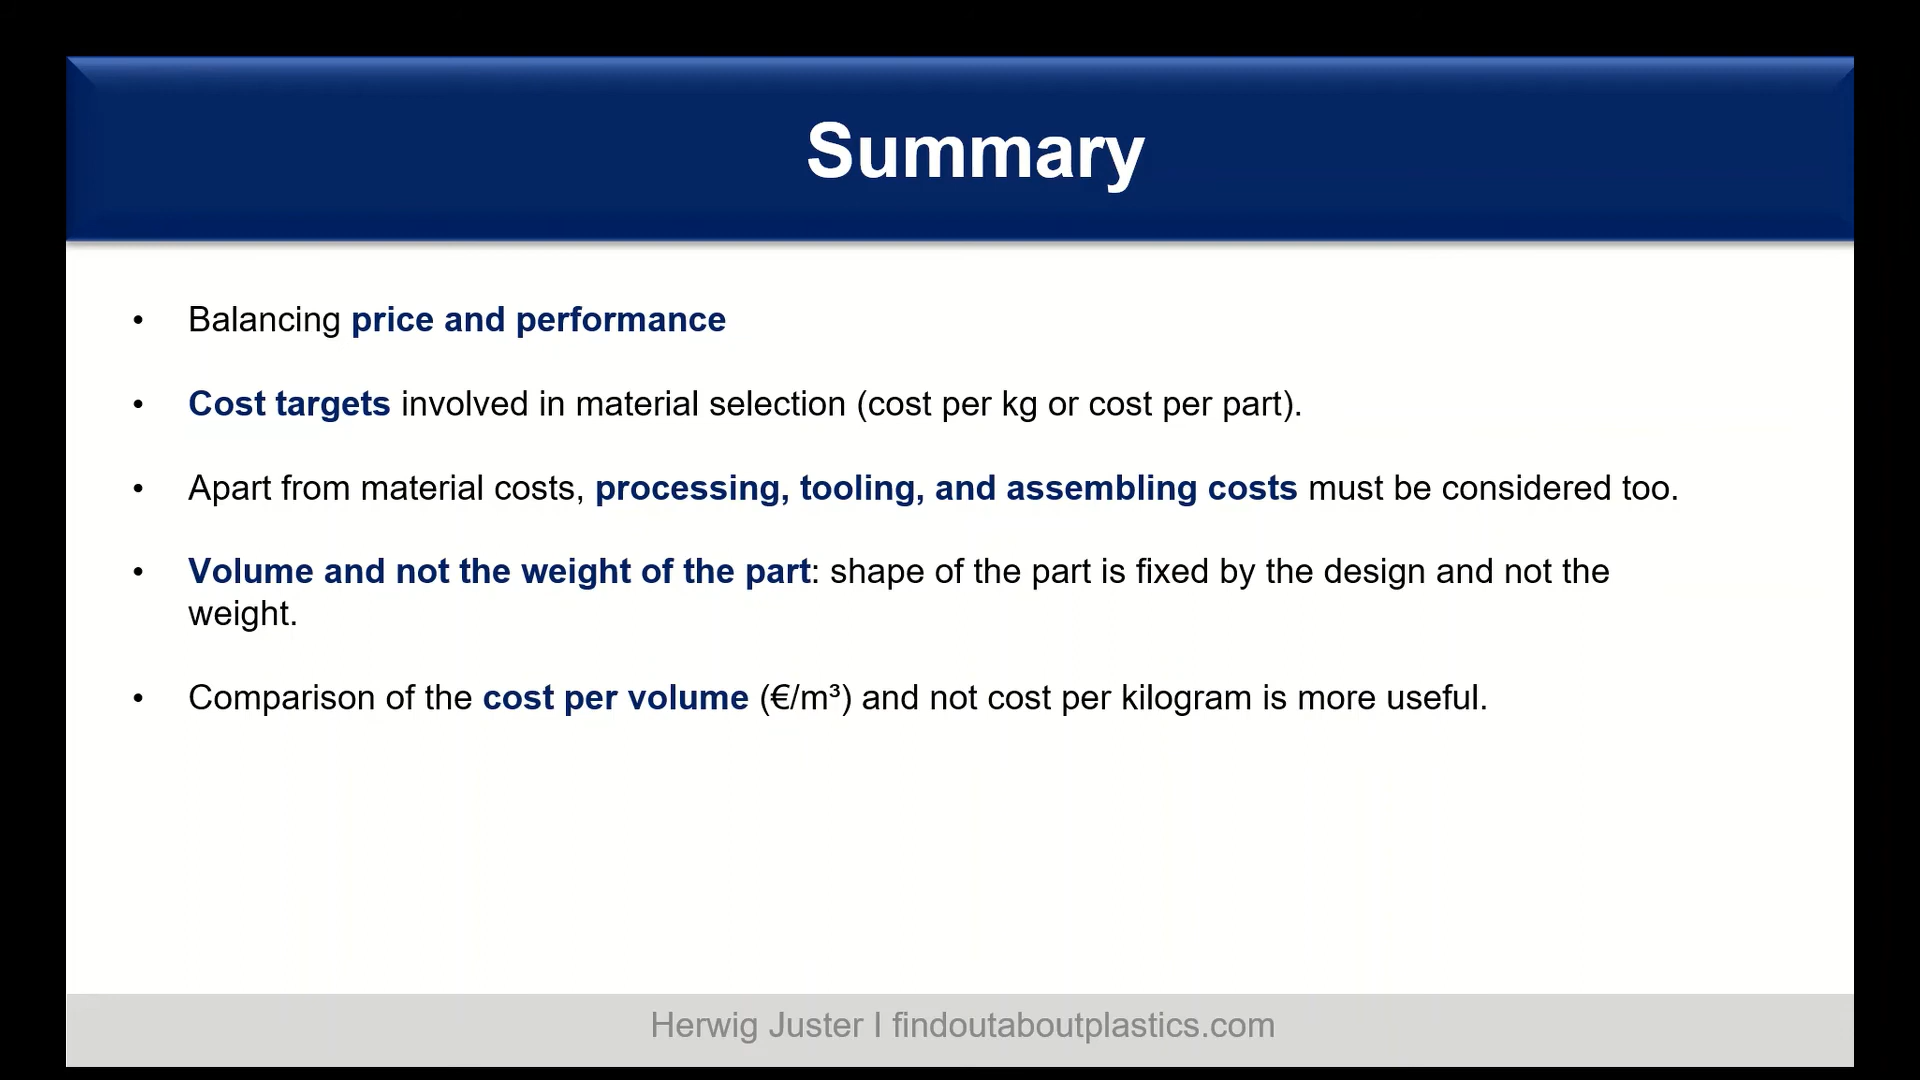 Summary
• Balancing price and performance
• Cost targets involved in material selection (cost per kg or cost per part).
• Apart from material costs, processing, tooling, and assembling costs must be considered too.
• Volume and not the weight of the part: shape of the part is fixed by the design and not the
weight.
• Comparison of the cost per volume (€/m³) and not cost per kilogram is more useful.
Herwig Juster I findoutaboutplastics.com